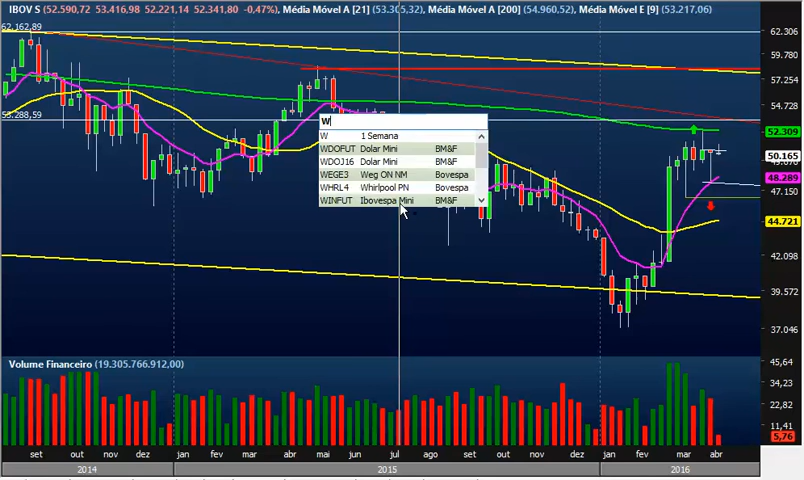 IBOV S (52.590,72 53.416,98 52.221,14 52.341,80 -0.47%), Média Móvel A [21] (53.305,32), Média Móvel A [200] (54.960,52), Média Móvel E [9] (53.217,06)
62.162,89
62.306
59.780
57.254
54.728
53.288,59
W
W 1 Semana
WDOFUT Dolar Mini BM&F
WDOJ16 Dolar Mini BM&F
WEGE3 Weg ON NM Bovespa
WHRL4 Whirlpool PN Bovespa
WINFUT Ibovespa Mini BM&F
52.309
50.165
48.289
47.150
44.721
42.098
39.572
37.046
Volume Financeiro (19.305.766.912,00)
45,64
34,23
22,82
11,41
5,76
set out nov dez jan fev mar abr mai jun jul ago set out nov dez jan fev mar abr
2014 2015 2016